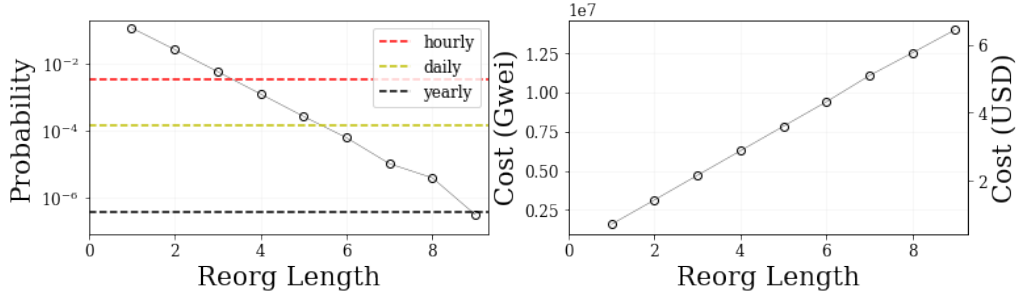 Probability
10⁻²
10⁻⁴
10⁻⁶
hourly
daily
yearly
0 2 4 6 8
Reorg Length
1e7
Cost (Gwei)
12.5
1.00
0.75
0.50
0.25
0 2 4 6 8
Reorg Length
Cost (USD)
6
4
2